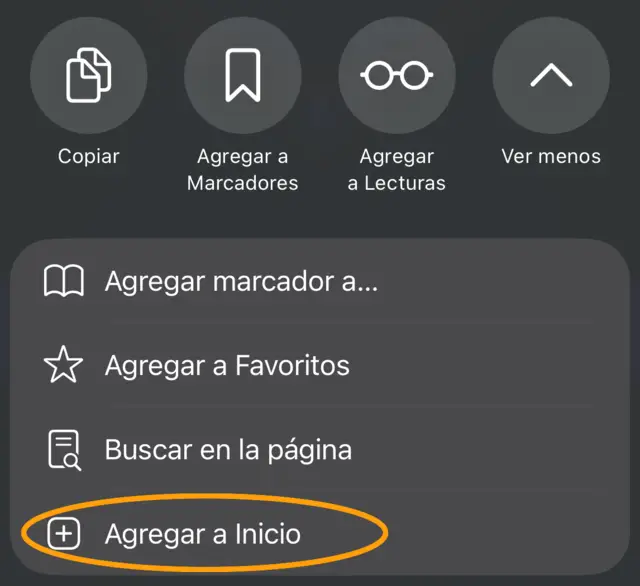 Copiar
Agregar a
Marcadores
Agregar
a Lecturas
Ver menos
Agregar marcador a...
Agregar a Favoritos
Buscar en la página
Agregar a Inicio